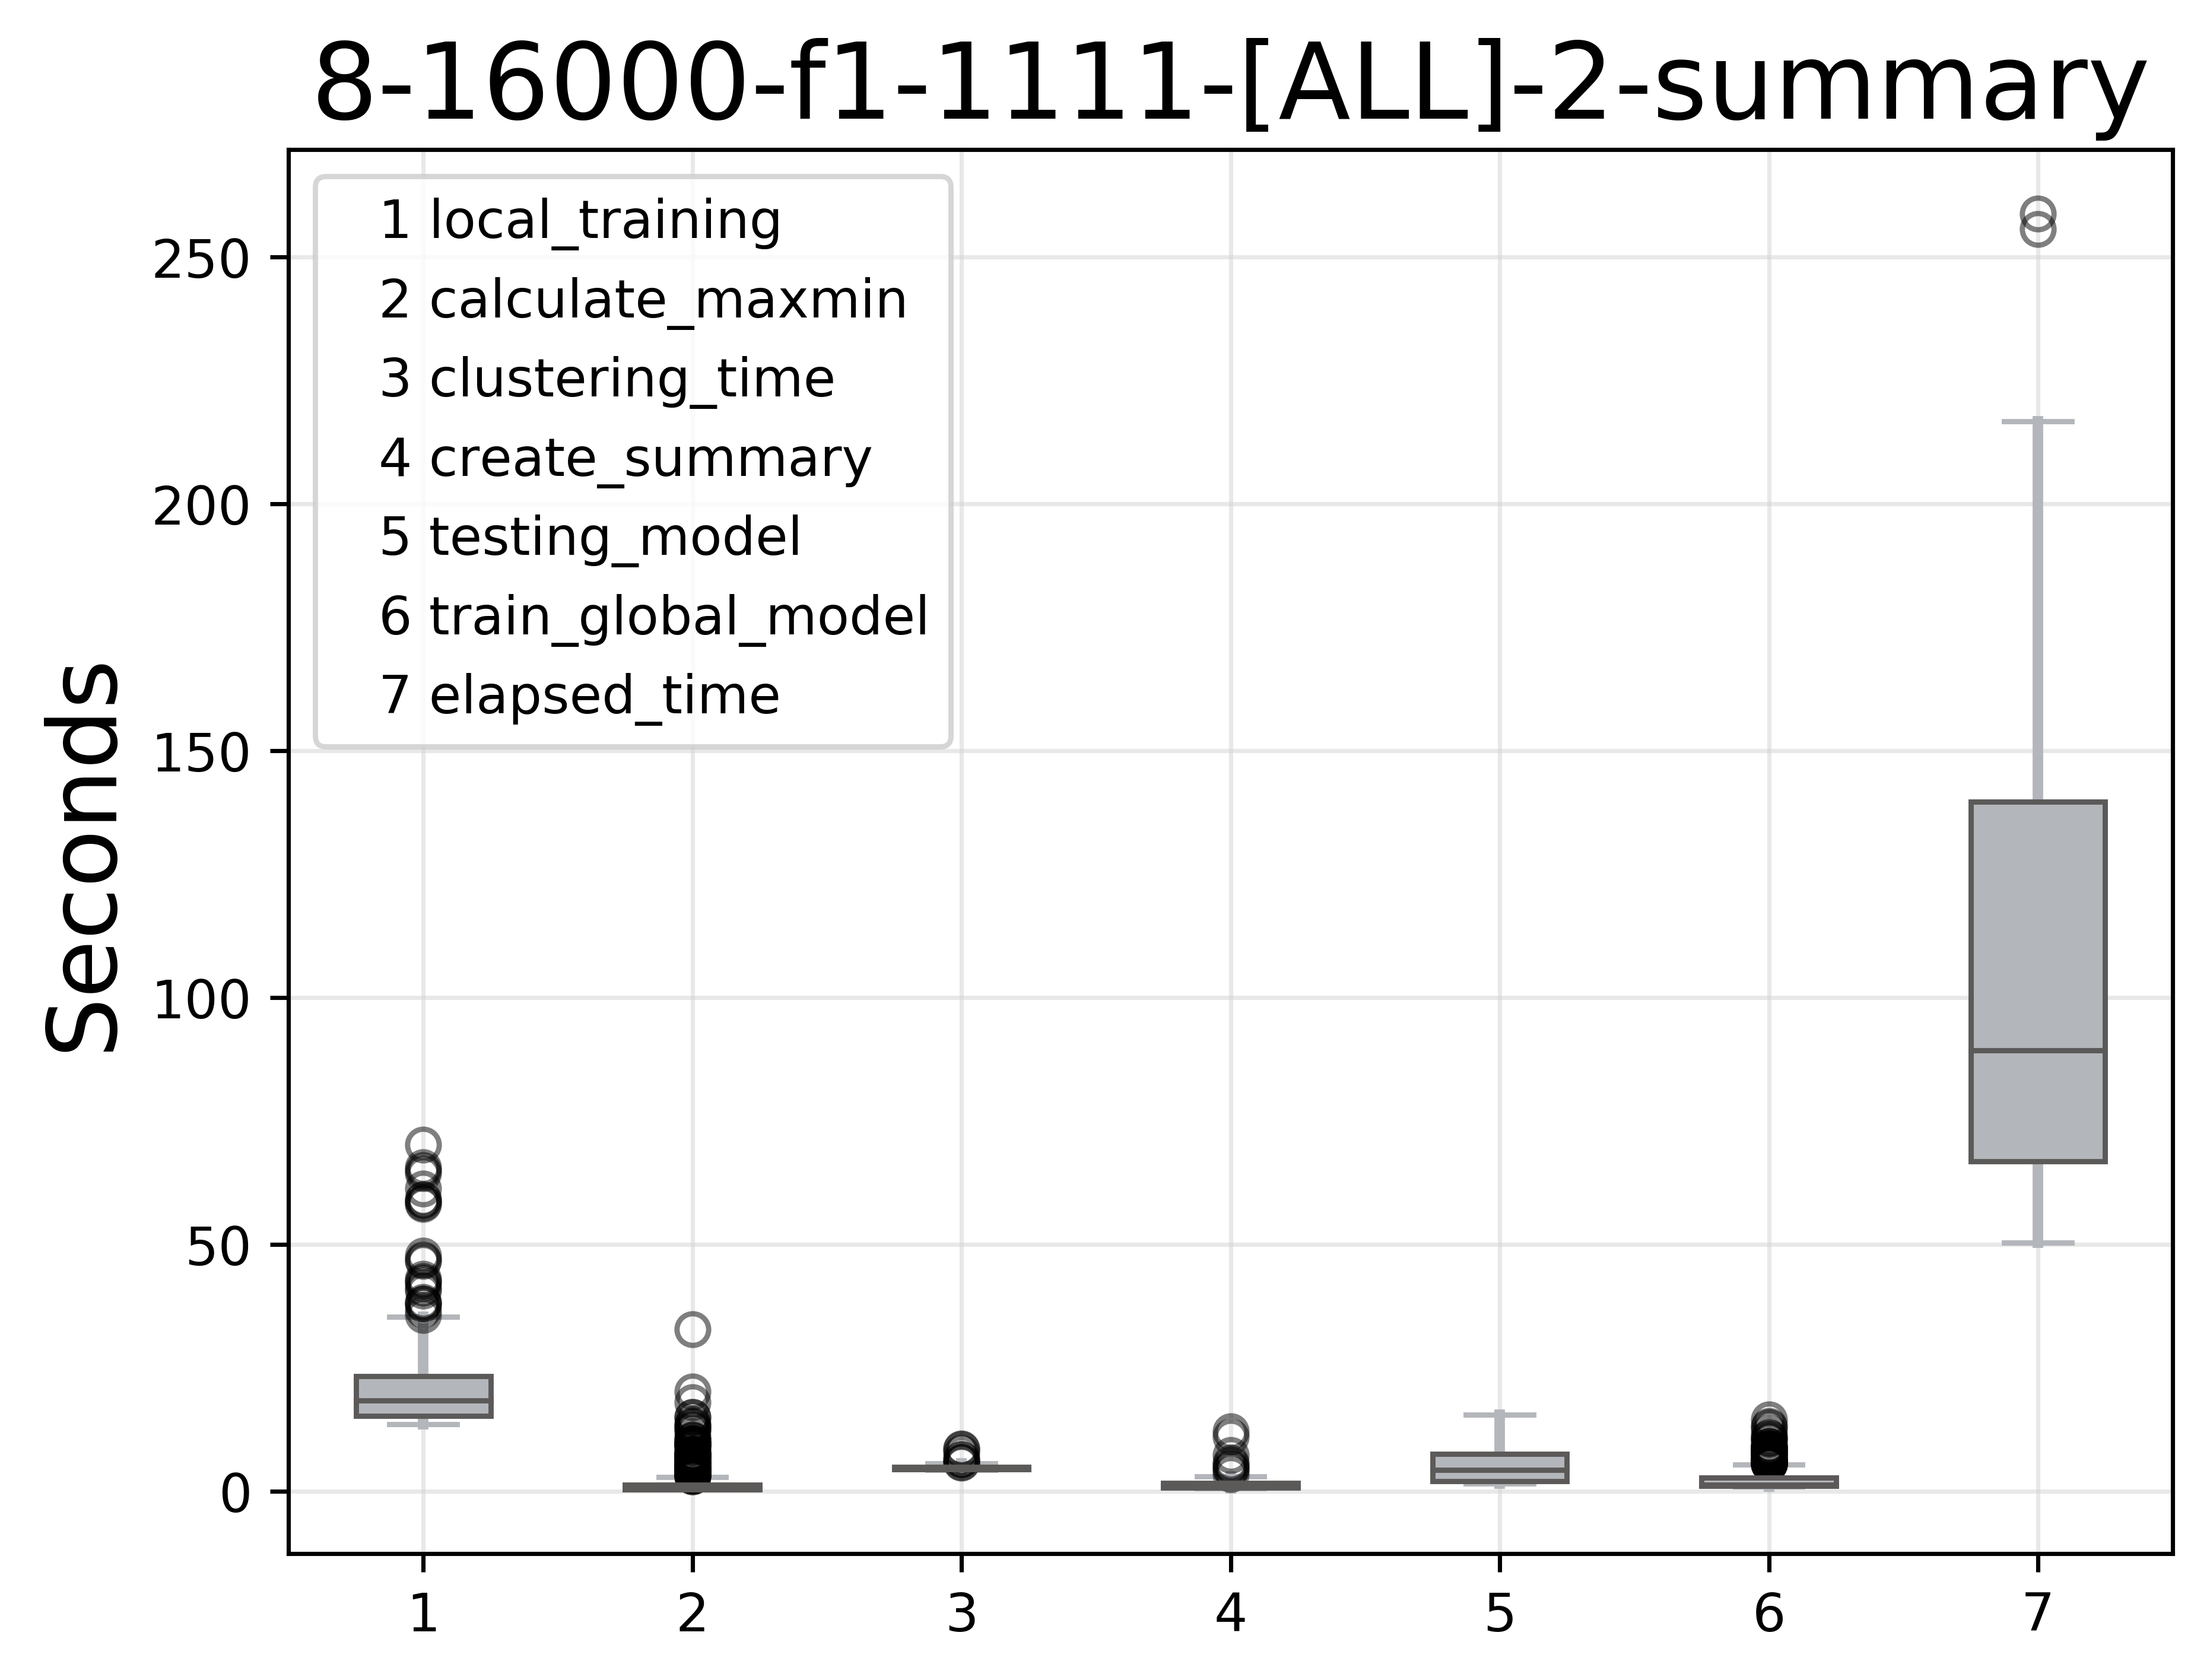 8-16000-f1-1111-[ALL]-2-summary
1 local_training
2 calculate_maxmin
3 clustering_time
4 create_summary
5 testing_model
6 train_global_model
7 elapsed_time
Seconds
250
200
150
100
50
0
1 2 3 4 5 6 7